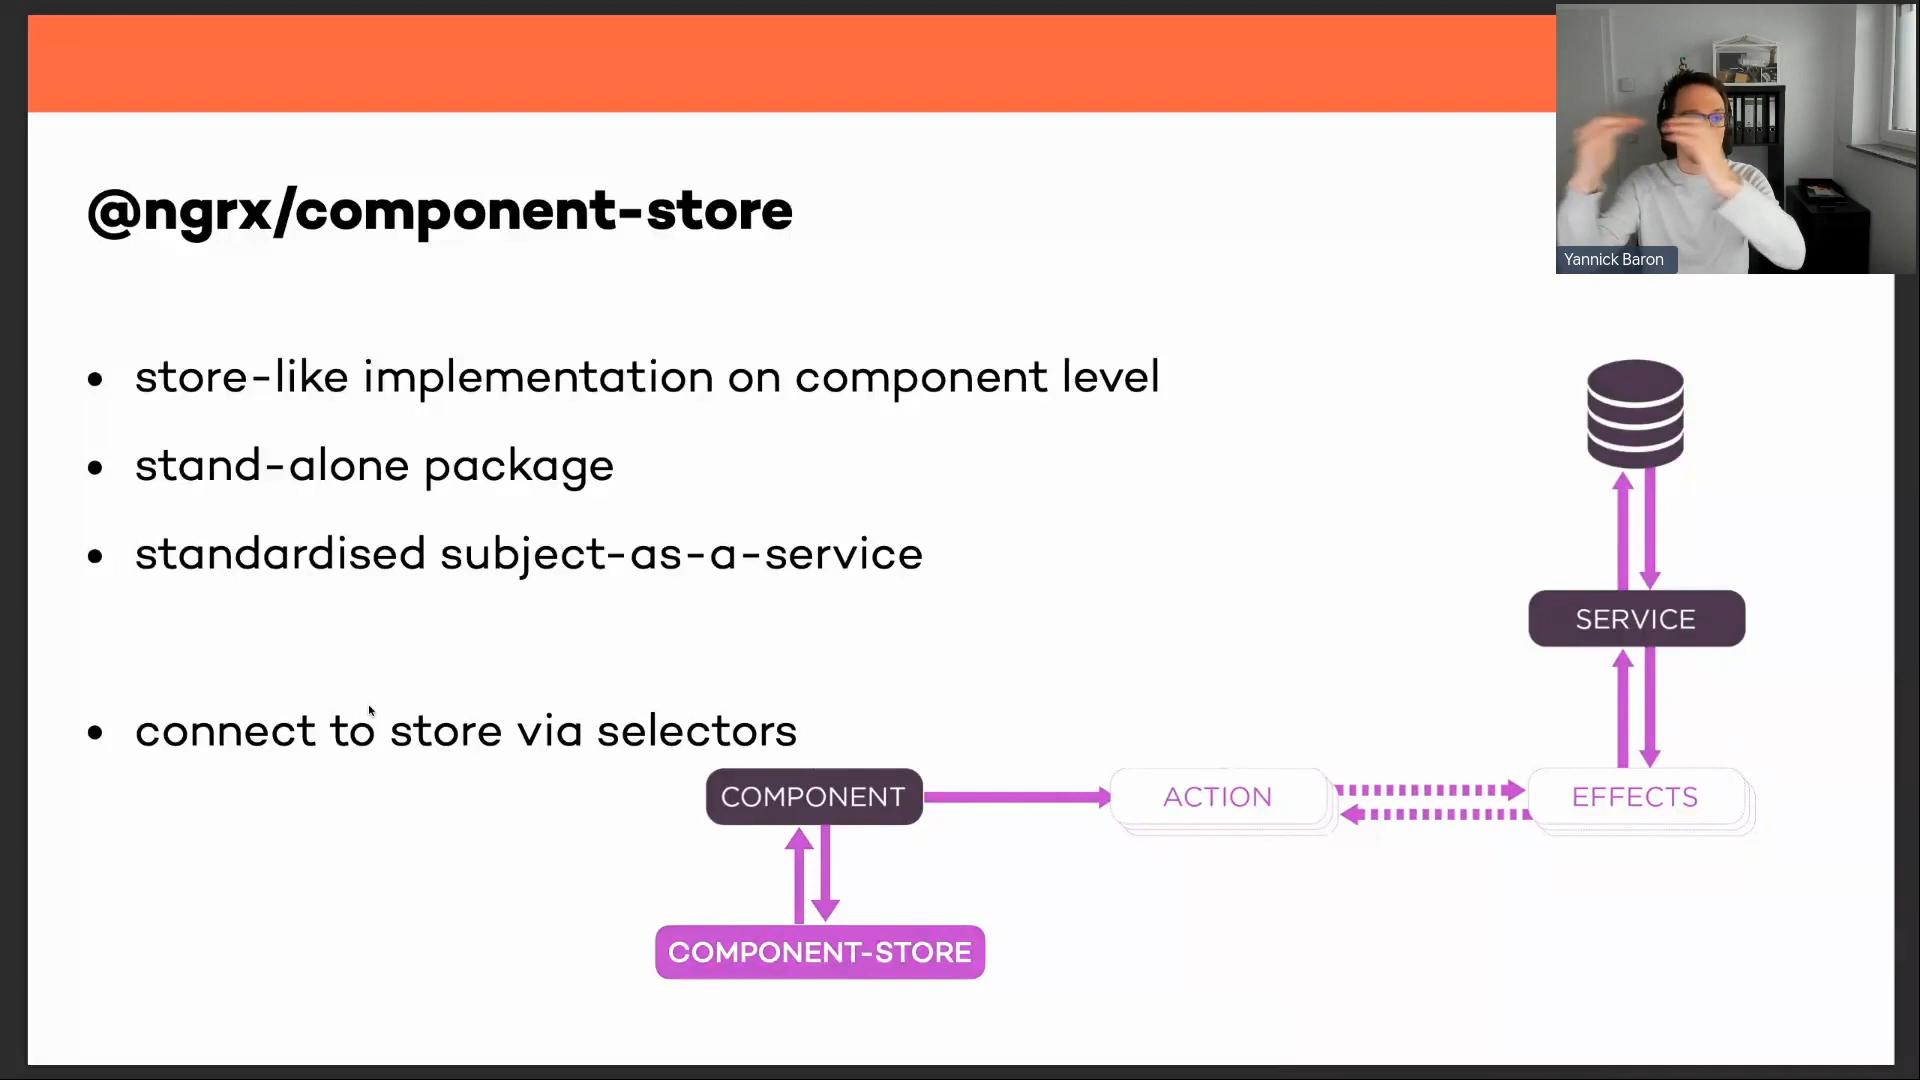 Yannick Baron
@ngrx/component-store
• store-like implementation on component level
• stand-alone package
• standardised subject-as-a-service
• connect to store via selectors
SERVICE
COMPONENT
ACTION
EFFECTS
COMPONENT-STORE